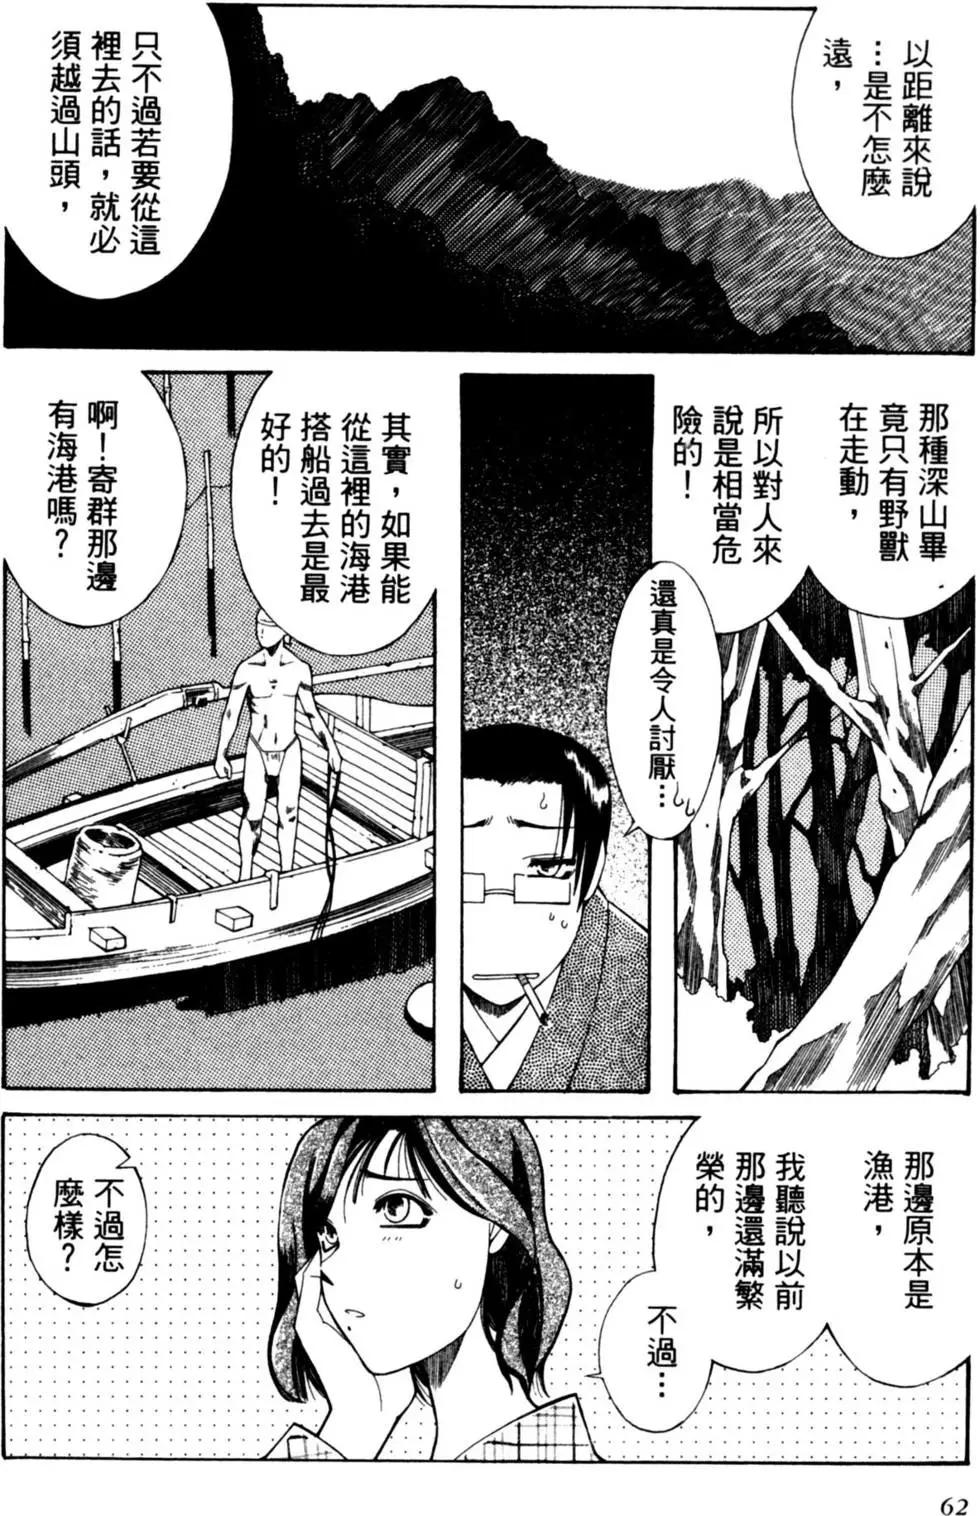 以距離來說
…是不怎麼
遠，
只不過若要從這
裡去的話，就必
須越過山頭，
那種深山畢
竟只有野獸
在走動，
所以對人來
說是相當危
險的！
還真是令人討厭…
其實，如果能
從這裡的海港
搭船過去是最
好的！
啊！寄群那邊
有海港嗎？
那邊原本是
漁港，
我聽說以前
那邊還滿繁
榮的，
不過…
不過怎
麼樣？
62